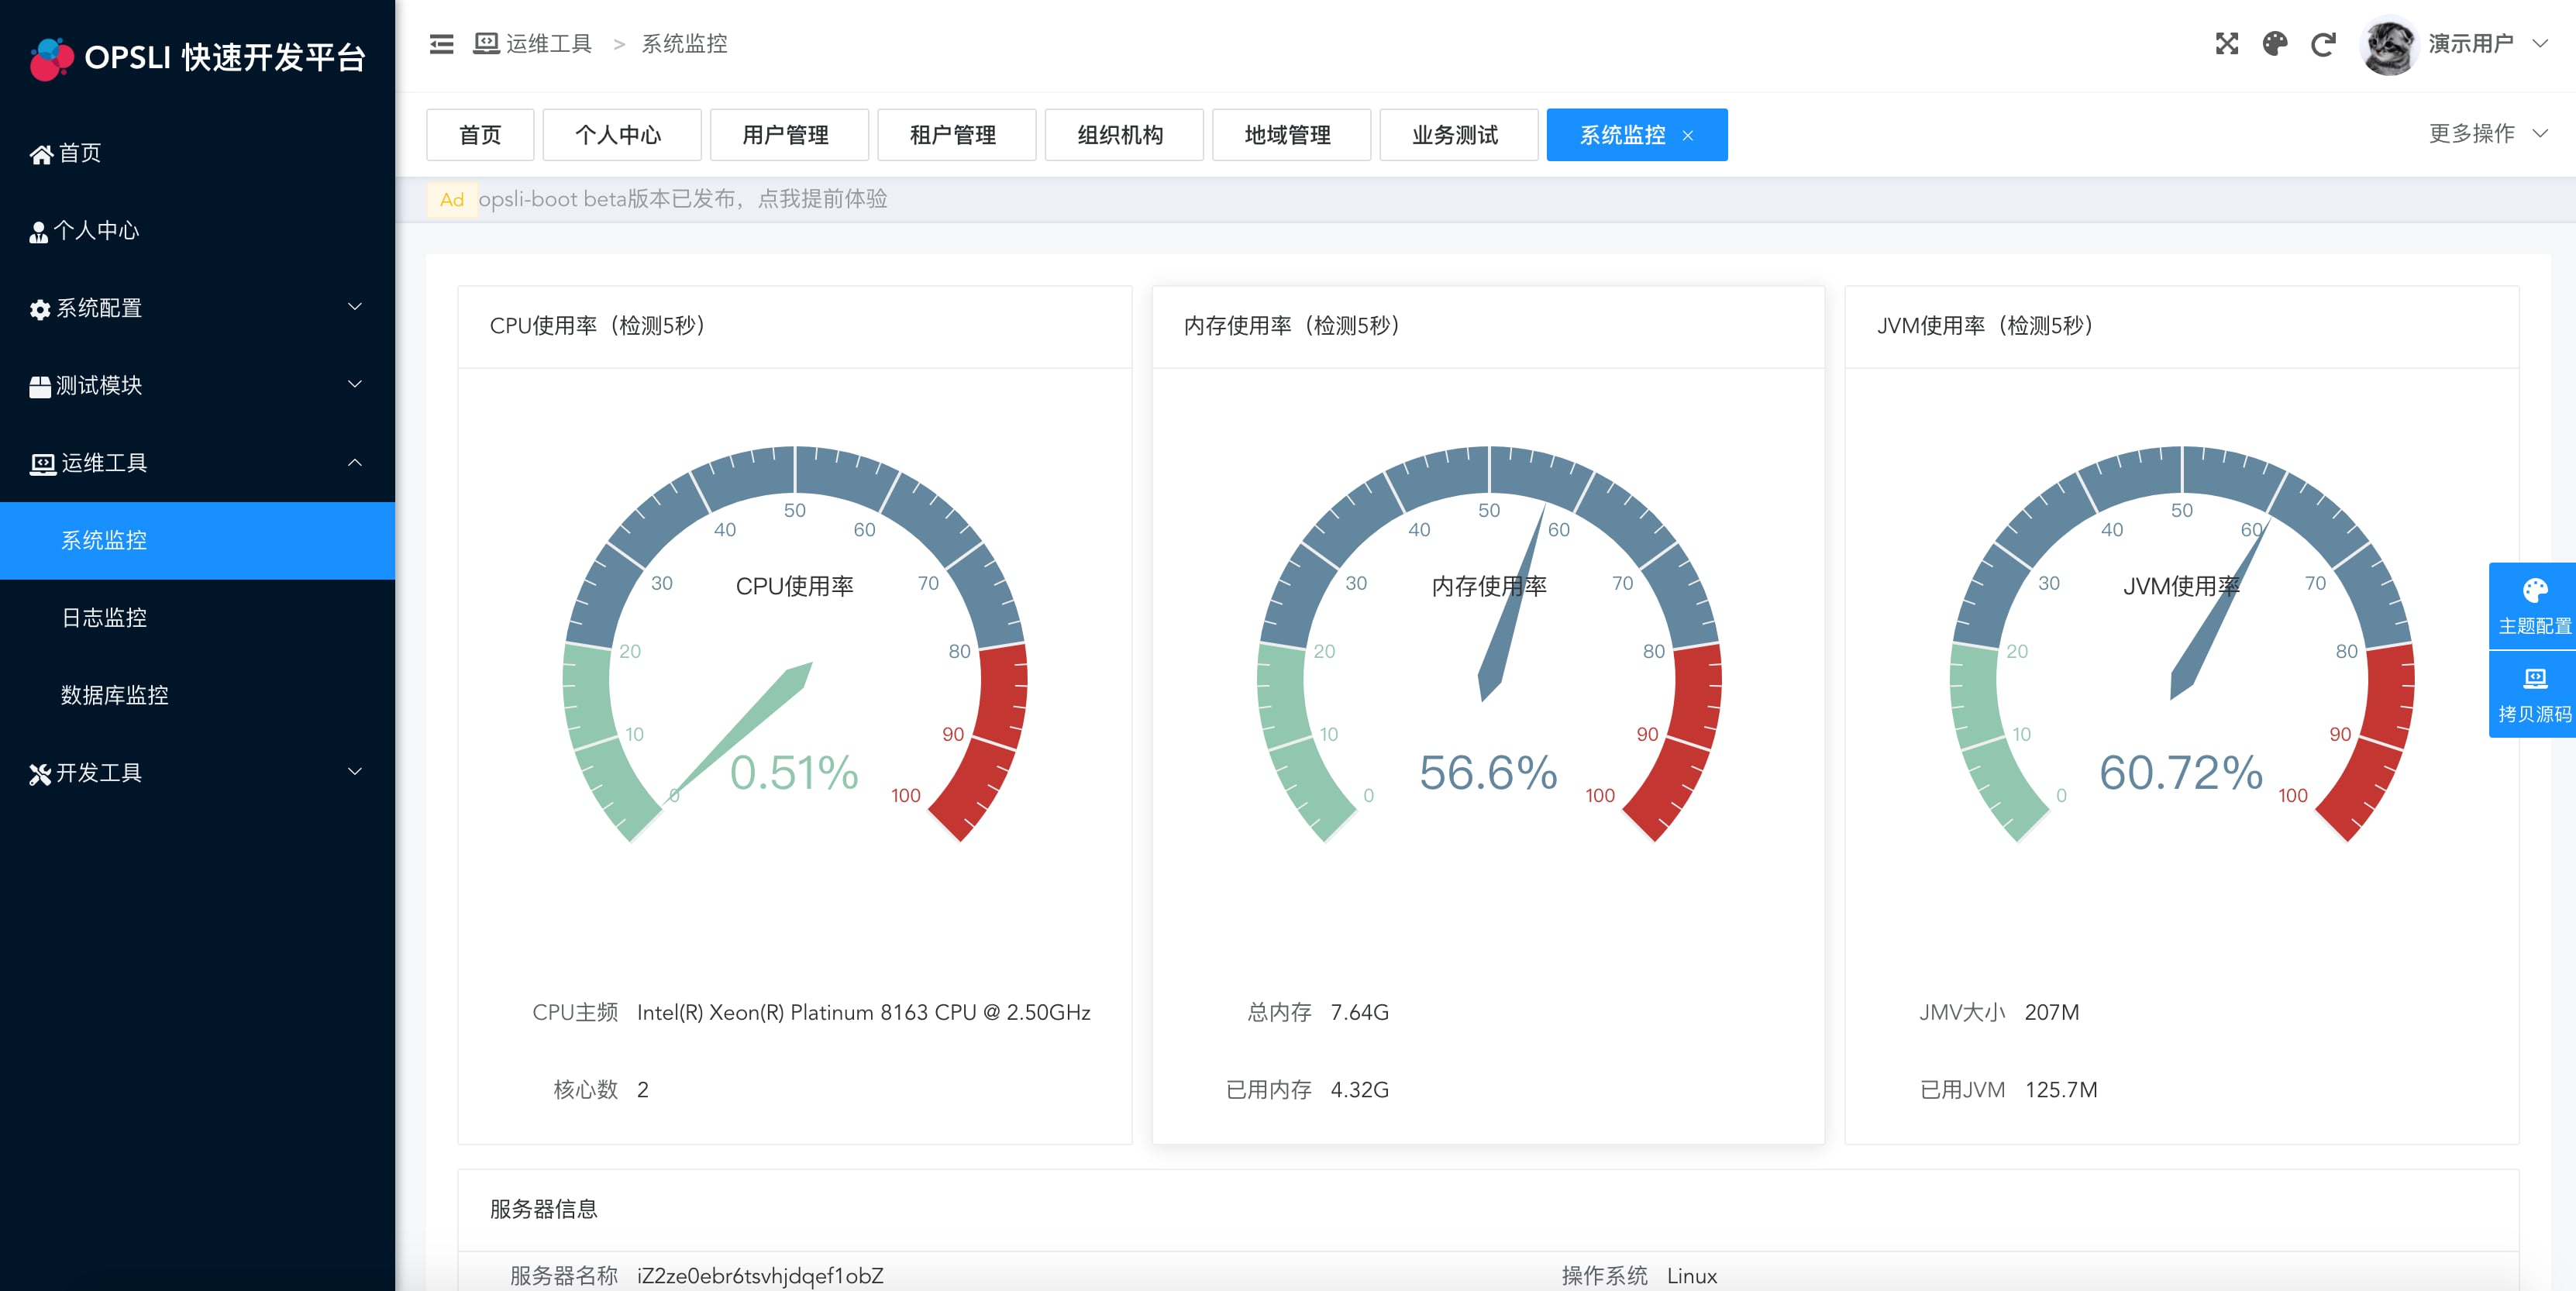 OPSLI 快速开发平台
首页
个人中心
系统配置
测试模块
运维工具
系统监控
日志监控
数据库监控
开发工具
运维工具 > 系统监控
演示用户
首页 个人中心 用户管理 租户管理 组织机构 地域管理 业务测试 系统监控 ×
更多操作
Ad opsli-boot beta版本已发布，点我提前体验
CPU使用率（检测5秒）
0 10 20 30 40 50 60 70 80 90 100
CPU使用率
0.51%
CPU主频 Intel(R) Xeon(R) Platinum 8163 CPU @ 2.50GHz
核心数 2
内存使用率（检测5秒）
0 10 20 30 40 50 60 70 80 90 100
内存使用率
56.6%
总内存 7.64G
已用内存 4.32G
JVM使用率（检测5秒）
0 10 20 30 40 50 60 70 80 90 100
JVM使用率
60.72%
JMV大小 207M
已用JVM 125.7M
主题配置
拷贝源码
服务器信息
服务器名称 iZ2ze0ebr6tsvhjdqef1obZ
操作系统 Linux